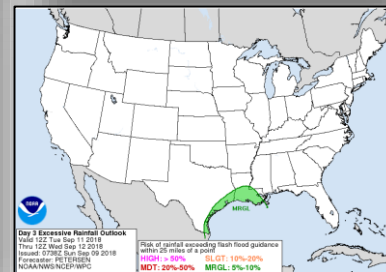 MRGL
NOAA
Day 3 Excessive Rainfall Outlook
Valid 12Z Tue Sep 11 2018
Thru 12Z Wed Sep 12 2018
Issued: 0738Z Sun Sep 09 2018
Forecaster: PETERSEN
NOAA/NWS/NCEP/WPC
Risk of rainfall exceeding flash flood guidance
within 25 miles of a point
HIGH: > 50% SLGT: 10%-20%
MDT: 20%-50% MRGL: 5%-10%